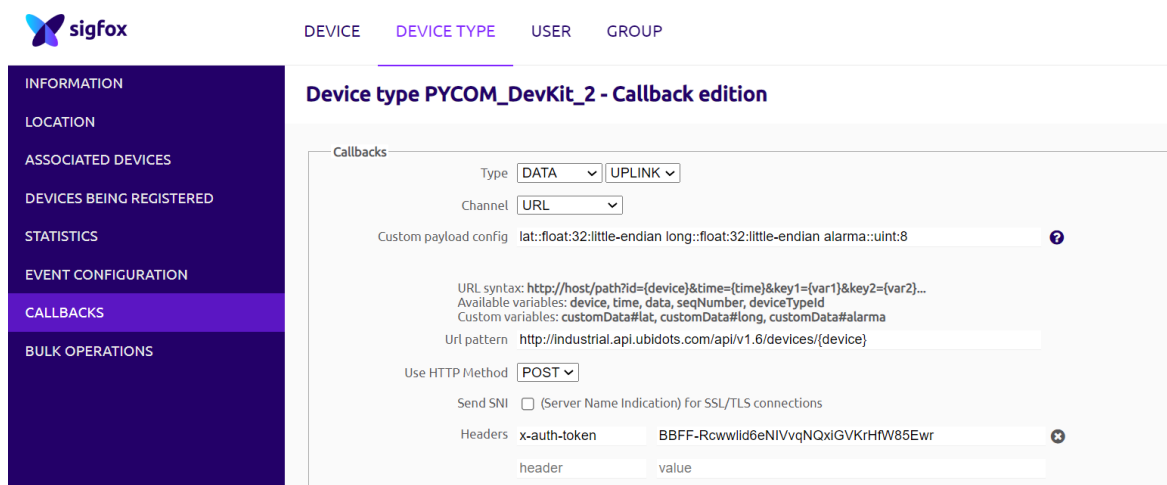 sigfox
DEVICE DEVICE TYPE USER GROUP
INFORMATION
LOCATION
ASSOCIATED DEVICES
DEVICES BEING REGISTERED
STATISTICS
EVENT CONFIGURATION
CALLBACKS
BULK OPERATIONS
Device type PYCOM_DevKit_2 - Callback edition
Callbacks
Type DATA UPLINK
Channel URL
Custom payload config lat::float:32:little-endian long::float:32:little-endian alarma::uint:8 ?
URL syntax: http://host/path?id={device}&time={time}&key1={var1}&key2={var2}...
Available variables: device, time, data, seqNumber, deviceTypeId
Custom variables: customData#lat, customData#long, customData#alarma
Url pattern http://industrial.api.ubidots.com/api/v1.6/devices/{device}
Use HTTP Method POST
Send SNI (Server Name Indication) for SSL/TLS connections
Headers x-auth-token BBFF-Rcwwlid6eNIVvqNQxiGVKrHfW85Ewr
header value